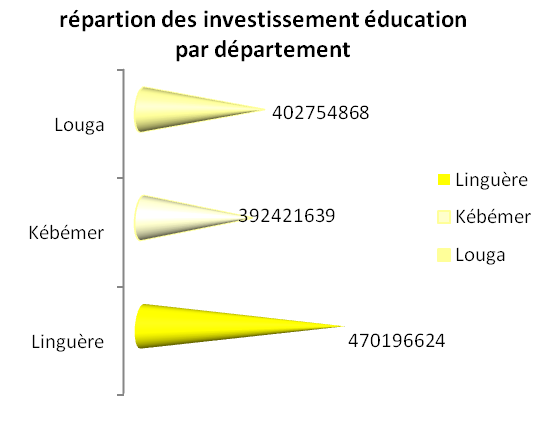 répartion des investissement éducation
par département
Louga
402754868
Kébémer
392421639
Linguère
470196624
Linguère
Kébémer
Louga